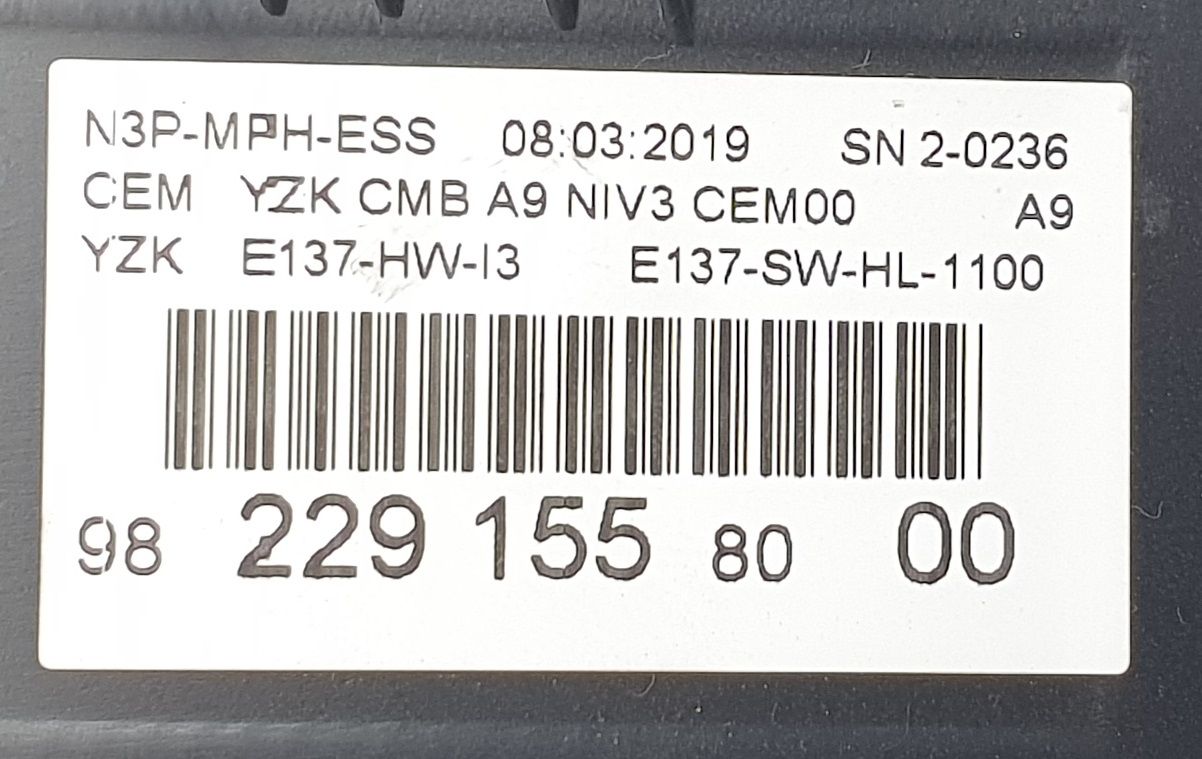 N3P-MPH-ESS 08:03:2019 SN 2-0236
CEM YZK CMB A9 NIV3 CEM00 A9
YZK E137-HW-I3 E137-SW-HL-1100
98 229 155 80 00